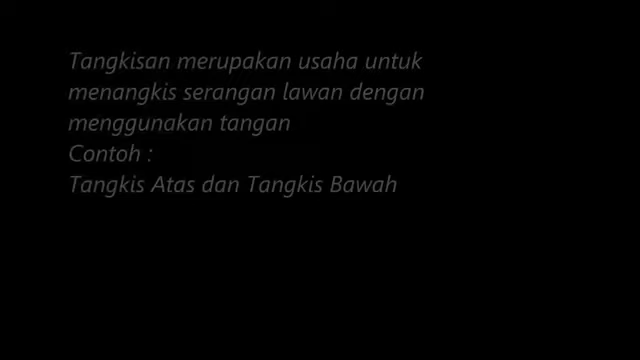 Tangkisan merupakan usaha untuk
menangkis serangan lawan dengan
menggunakan tangan
Contoh :
Tangkis Atas dan Tangkis Bawah